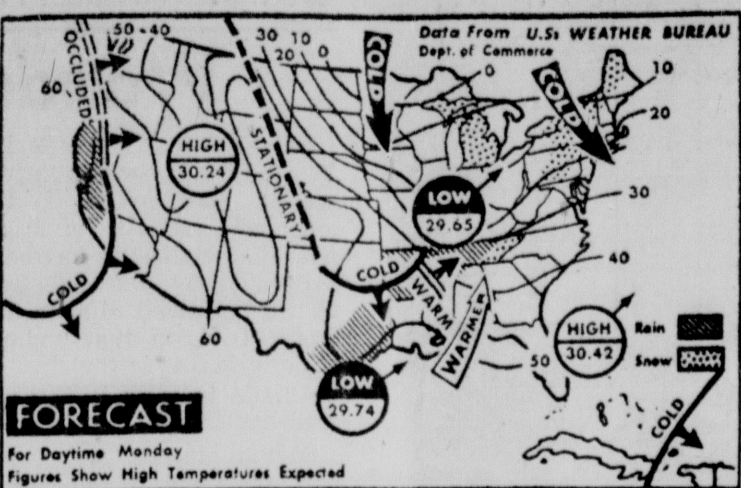 Data From U.S. WEATHER BUREAU
Dept. of Commerce
50-40
30 10
20 0
0
10
20
30
40
50
60
60
OCCLUDED
STATIONARY
COLD
COLD
HIGH
30.24
LOW
29.65
COLD
COLD
WARM
WARMER
HIGH
30.42
Rain
Snow
LOW
29.74
COLD
FORECAST
For Daytime Monday
Figures Show High Temperatures Expected